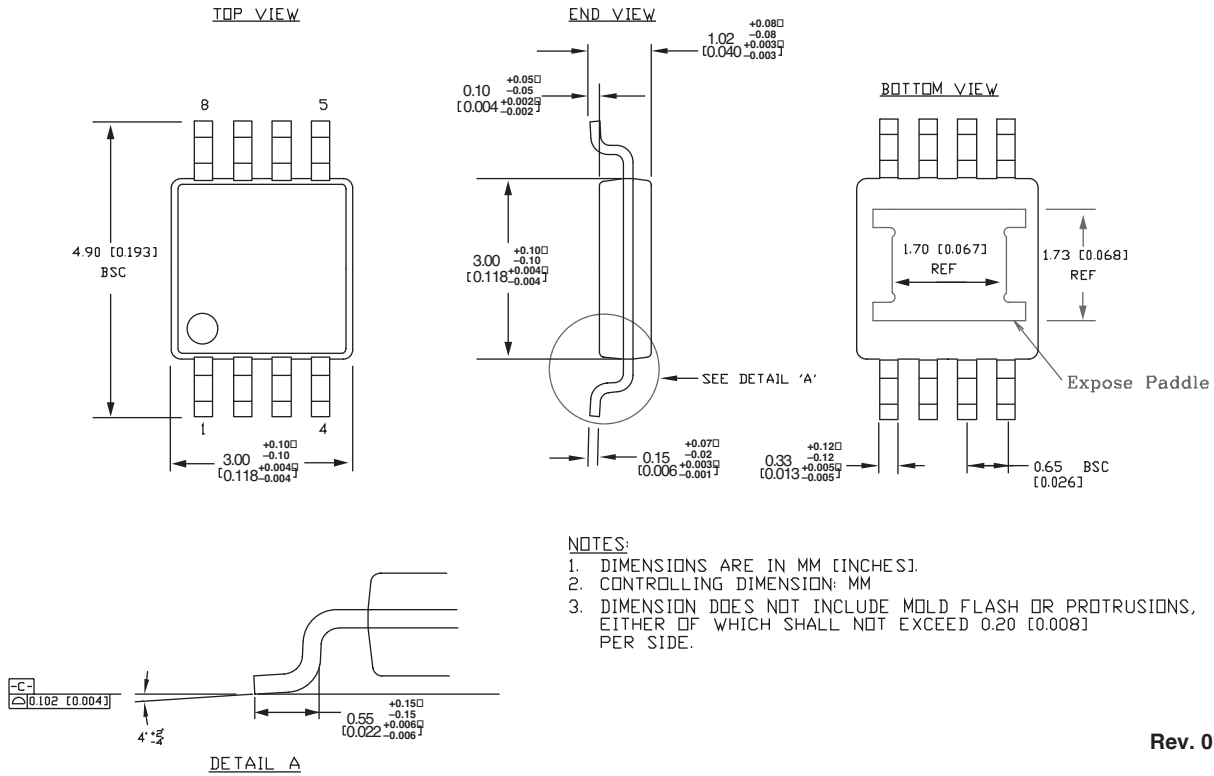 TOP VIEW
8 5
4.90 [0.193]
BSC
1 4
3.00 +0.10 -0.10
[0.118 +0.004 -0.004]
END VIEW
1.02 +0.08 -0.08
[0.040 +0.003 -0.003]
0.10 +0.05 -0.05
[0.004 +0.002 -0.002]
3.00 +0.10 -0.10
[0.118 +0.004 -0.004]
SEE DETAIL 'A'
0.15 +0.07 -0.02
[0.006 +0.003 -0.001]
BOTTOM VIEW
1.70 [0.067]
REF
1.73 [0.068]
REF
Expose Paddle
0.33 +0.12 -0.12
[0.013 +0.005 -0.005]
0.65 BSC
[0.026]
NOTES:
1. DIMENSIONS ARE IN MM [INCHES].
2. CONTROLLING DIMENSION: MM
3. DIMENSION DOES NOT INCLUDE MOLD FLASH OR PROTRUSIONS,
EITHER OF WHICH SHALL NOT EXCEED 0.20 [0.008]
PER SIDE.
-C-
0.102 [0.004]
4°
0.55 +0.15 -0.15
[0.022 +0.006 -0.006]
DETAIL A
Rev. 0